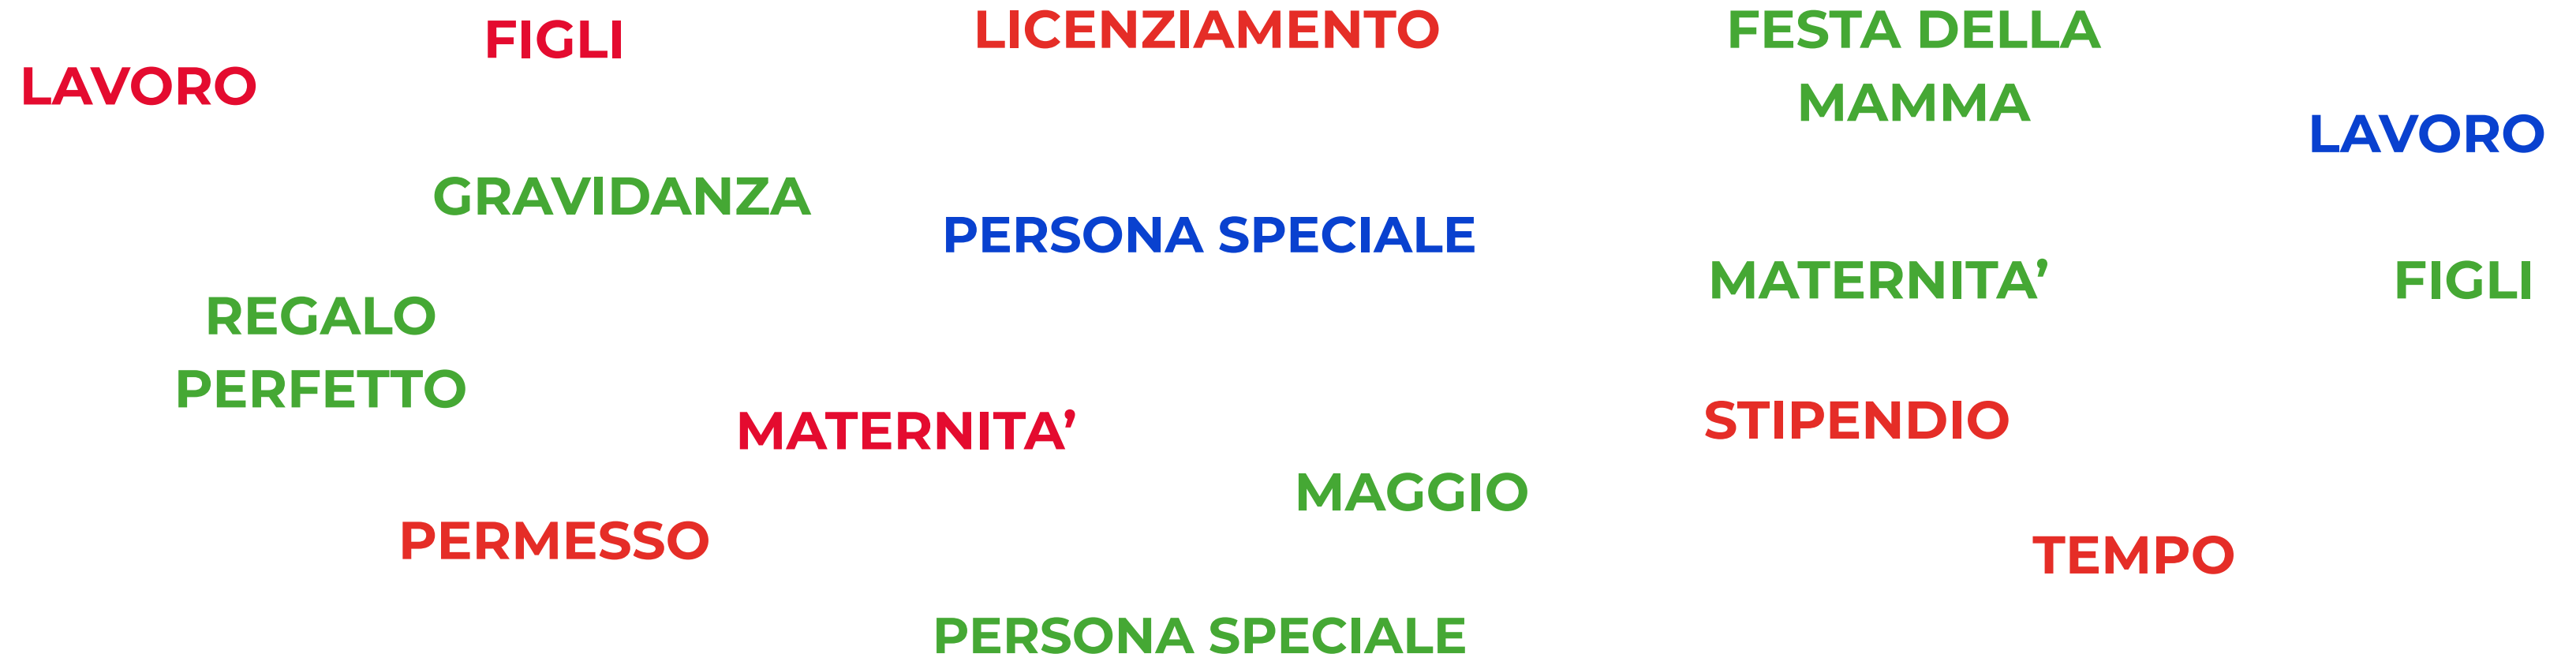 FIGLI
LAVORO
LICENZIAMENTO
FESTA DELLA
MAMMA
LAVORO
GRAVIDANZA
PERSONA SPECIALE
MATERNITA’
FIGLI
REGALO
PERFETTO
MATERNITA’
STIPENDIO
MAGGIO
PERMESSO
TEMPO
PERSONA SPECIALE